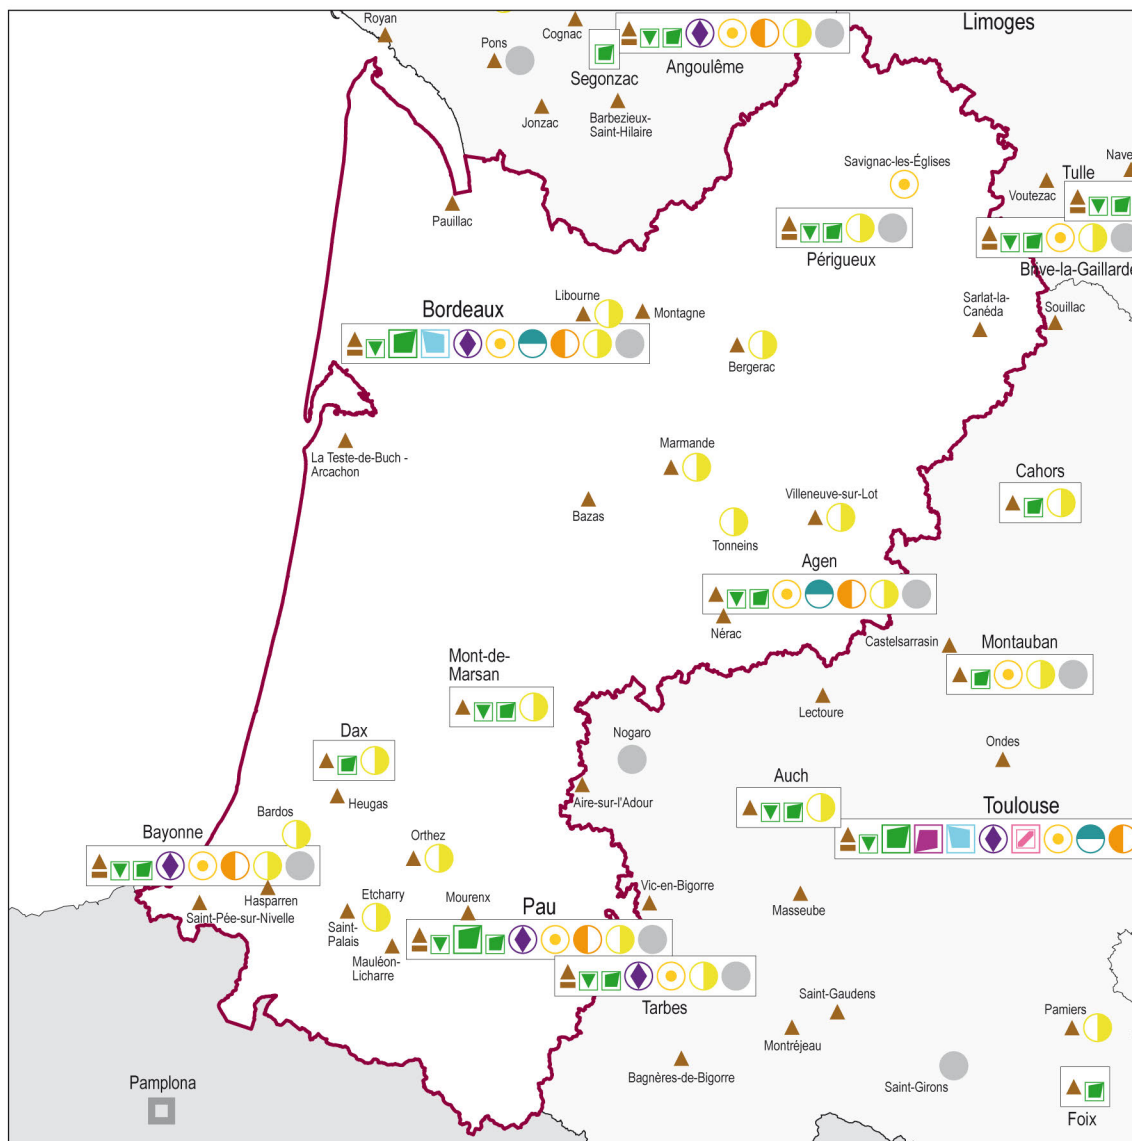 Royan
Cognac
Limoges
Pons
Segonzac
Angoulême
Jonzac
Barbezieux-
Saint-Hilaire
Savignac-les-Églises
Nave
Tulle
Voutezac
Pauillac
Périgueux
Brive-la-Gaillarde
Libourne
Bordeaux
Montagne
Sarlat-la-
Canéda
Souillac
Bergerac
La Teste-de-Buch -
Arcachon
Marmande
Cahors
Villeneuve-sur-Lot
Bazas
Tonneins
Agen
Nérac
Castelsarrasin
Montauban
Mont-de-
Marsan
Lectoure
Dax
Nogaro
Ondes
Heugas
Aire-sur-l'Adour
Auch
Toulouse
Bardos
Bayonne
Orthez
Hasparren
Saint-Pée-sur-Nivelle
Etcharry
Saint-
Palais
Mourenx
Vic-en-Bigorre
Masseube
Pau
Mauléon-
Licharre
Tarbes
Saint-Gaudens
Pamiers
Montréjeau
Bagnères-de-Bigorre
Saint-Girons
Pamplona
Foix